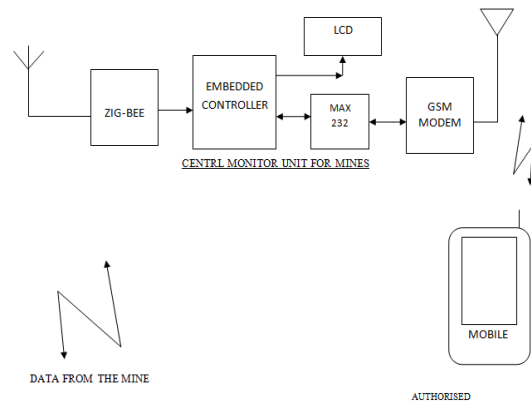 LCD
EMBEDDED
CONTROLLER
ZIG-BEE
MAX
232
GSM
MODEM
CENTRL MONITOR UNIT FOR MINES
MOBILE
DATA FROM THE MINE
AUTHORISED